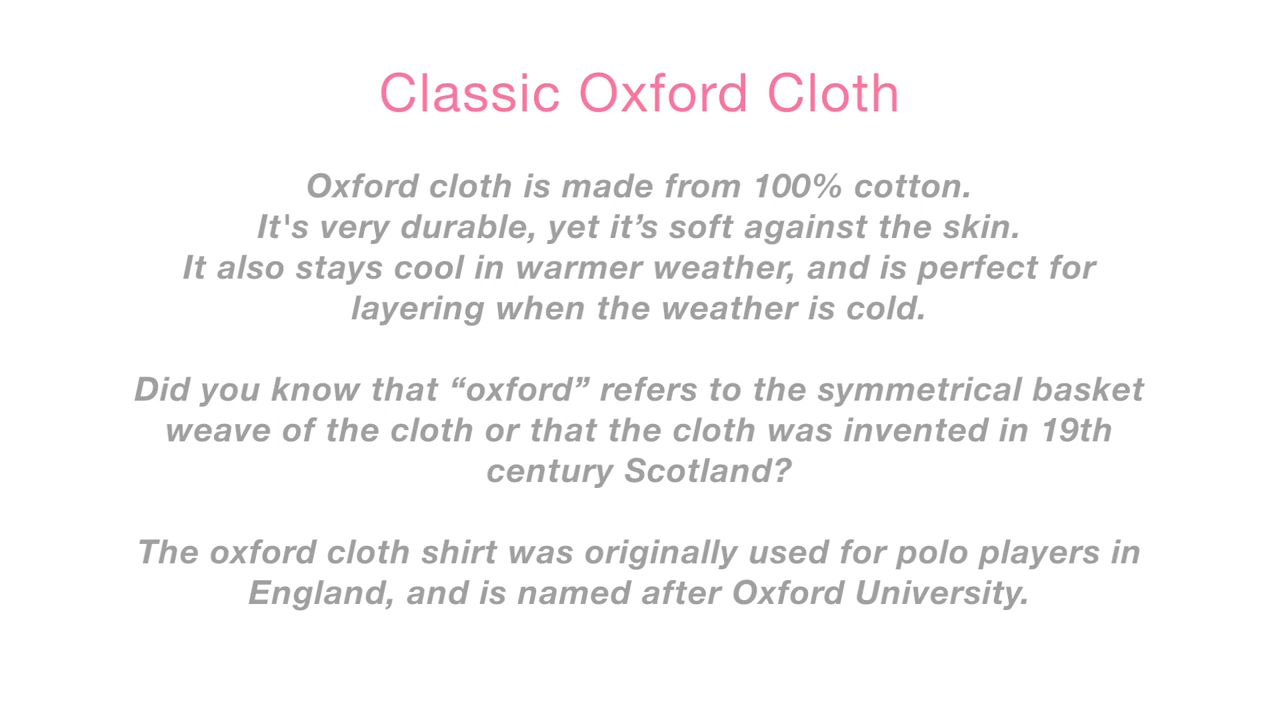 Classic Oxford Cloth
Oxford cloth is made from 100% cotton.
It's very durable, yet it’s soft against the skin.
It also stays cool in warmer weather, and is perfect for
layering when the weather is cold.
Did you know that “oxford” refers to the symmetrical basket
weave of the cloth or that the cloth was invented in 19th
century Scotland?
The oxford cloth shirt was originally used for polo players in
England, and is named after Oxford University.